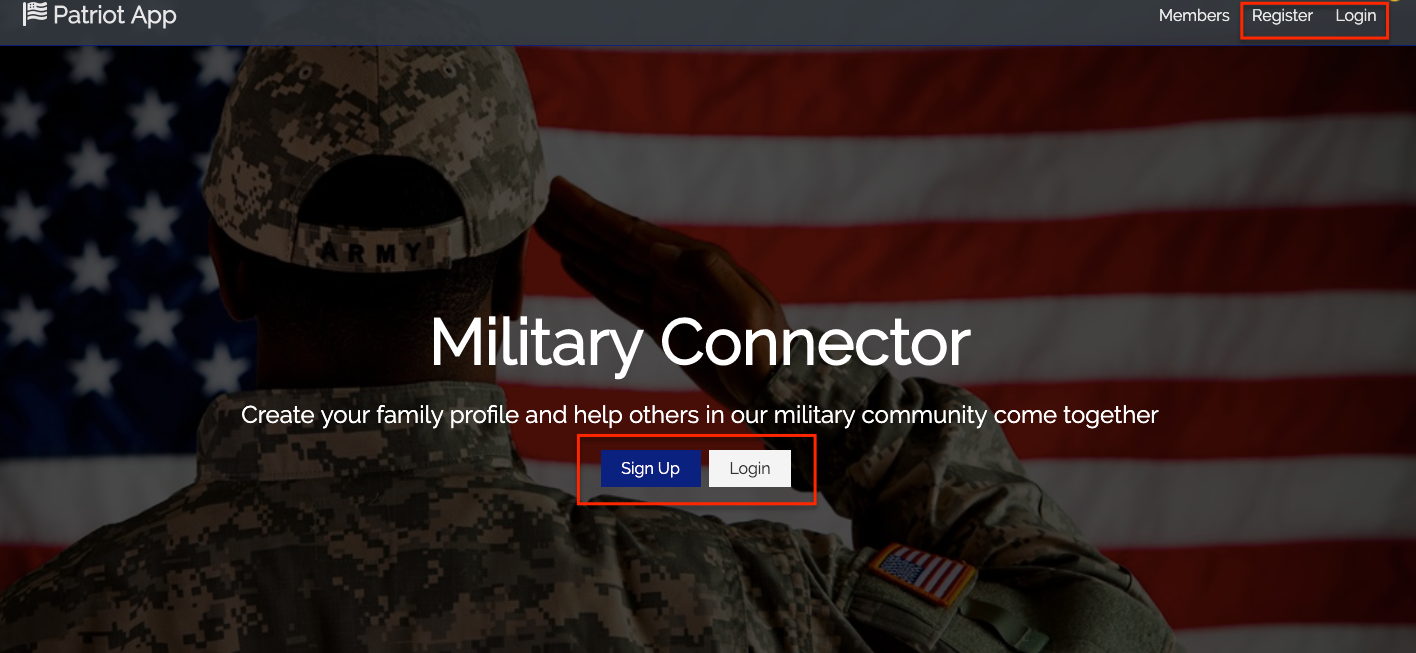 Patriot App
Members Register Login
ARMY
Military Connector
Create your family profile and help others in our military community come together
Sign Up Login